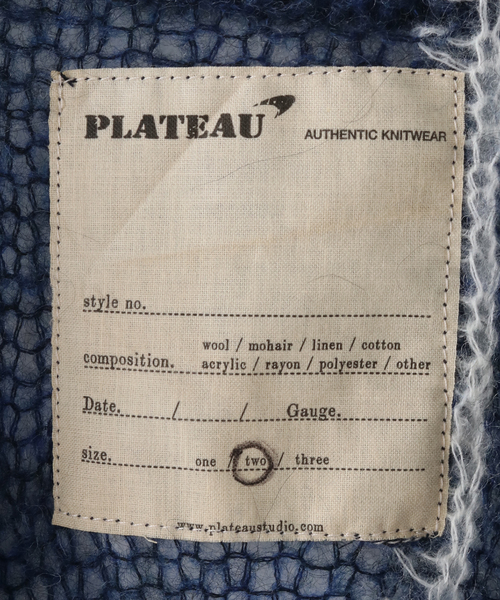 PLATEAU AUTHENTIC KNITWEAR
style no.
wool / mohair / linen / cotton
composition. acrylic / rayon / polyester / other
Date. / / Gauge.
size. one / two / three
www.plateaustudio.com